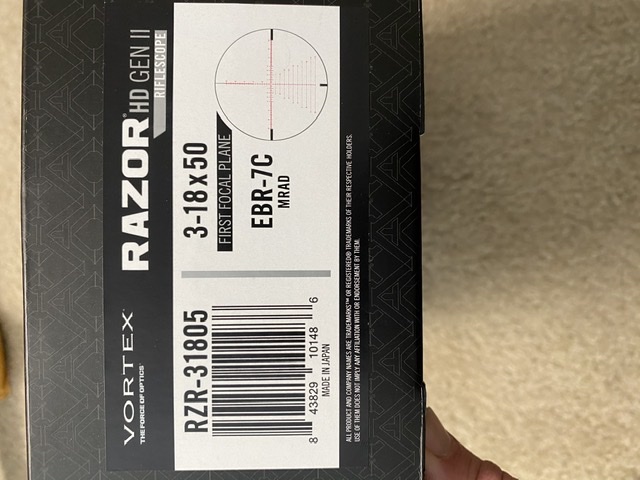 VORTEX®
THE FORCE OF OPTICS®
RAZOR® HD GEN II
RIFLESCOPE
RZR-31805
8 43829 10148 6
MADE IN JAPAN
3-18x50
FIRST FOCAL PLANE
EBR-7C
MRAD
ALL PRODUCT AND COMPANY NAMES ARE TRADEMARKS™ OR REGISTERED® TRADEMARKS OF THEIR RESPECTIVE HOLDERS.
USE OF THEM DOES NOT IMPLY ANY AFFILIATION WITH OR ENDORSEMENT BY THEM.